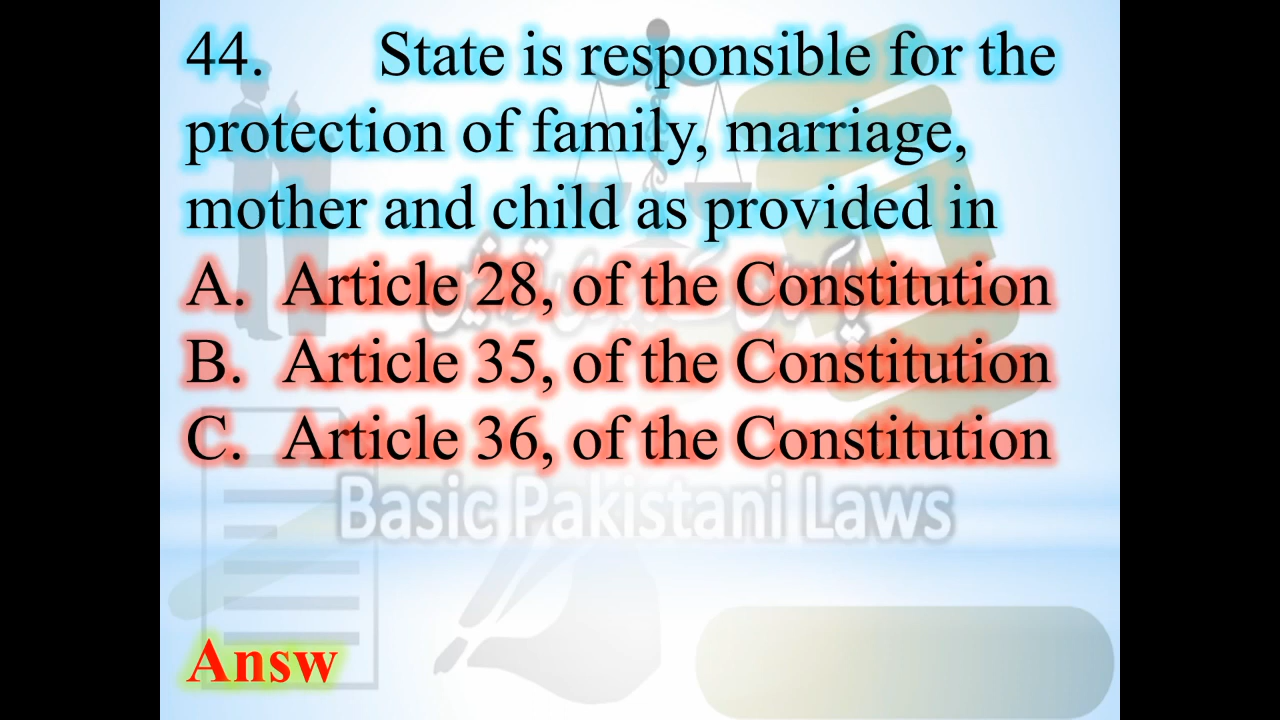 44. State is responsible for the
protection of family, marriage,
mother and child as provided in
A. Article 28, of the Constitution
B. Article 35, of the Constitution
C. Article 36, of the Constitution
Basic Pakistani Laws
Answ